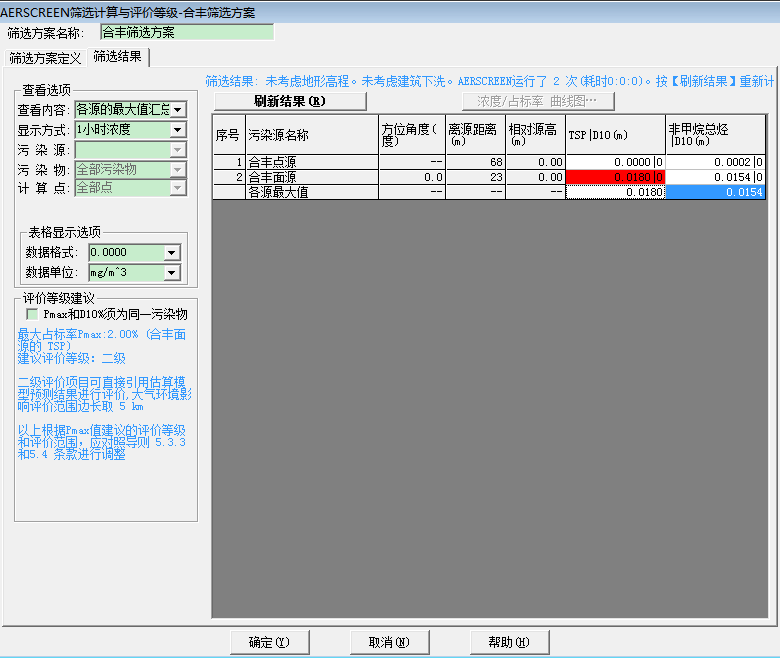 AERSCREEN筛选计算与评价等级-合丰筛选方案
筛选方案名称: 合丰筛选方案
筛选方案定义 筛选结果
筛选结果: 未考虑地形高程。未考虑建筑下洗。AERSCREEN运行了 2 次(耗时0:0:0)。按【刷新结果】重新计
刷新结果(R) 浓度/占标率 曲线图…
查看选项
查看内容: 各源的最大值汇总
显示方式: 1小时浓度
污 染 源:
污 染 物: 全部污染物
计 算 点: 全部点
表格显示选项
数据格式: 0.0000
数据单位: mg/m^3
评价等级建议
Pmax和D10%须为同一污染物
最大占标率Pmax:2.00% (合丰面
源的 TSP)
建议评价等级: 二级
二级评价项目可直接引用估算模
型预测结果进行评价,大气环境影
响评价范围边长取 5 km
以上根据Pmax值建议的评价等级
和评价范围，应对照导则 5.3.3
和5.4 条款进行调整
序号 污染源名称 方位角度(度) 离源距离(m) 相对源高(m) TSP|D10(m) 非甲烷总烃|D10(m)
1 合丰点源 -- 68 0.00 0.0000|0 0.0002|0
2 合丰面源 0.0 23 0.00 0.0180|0 0.0154|0
各源最大值 -- -- -- 0.0180 0.0154
确定(Y) 取消(N) 帮助(H)